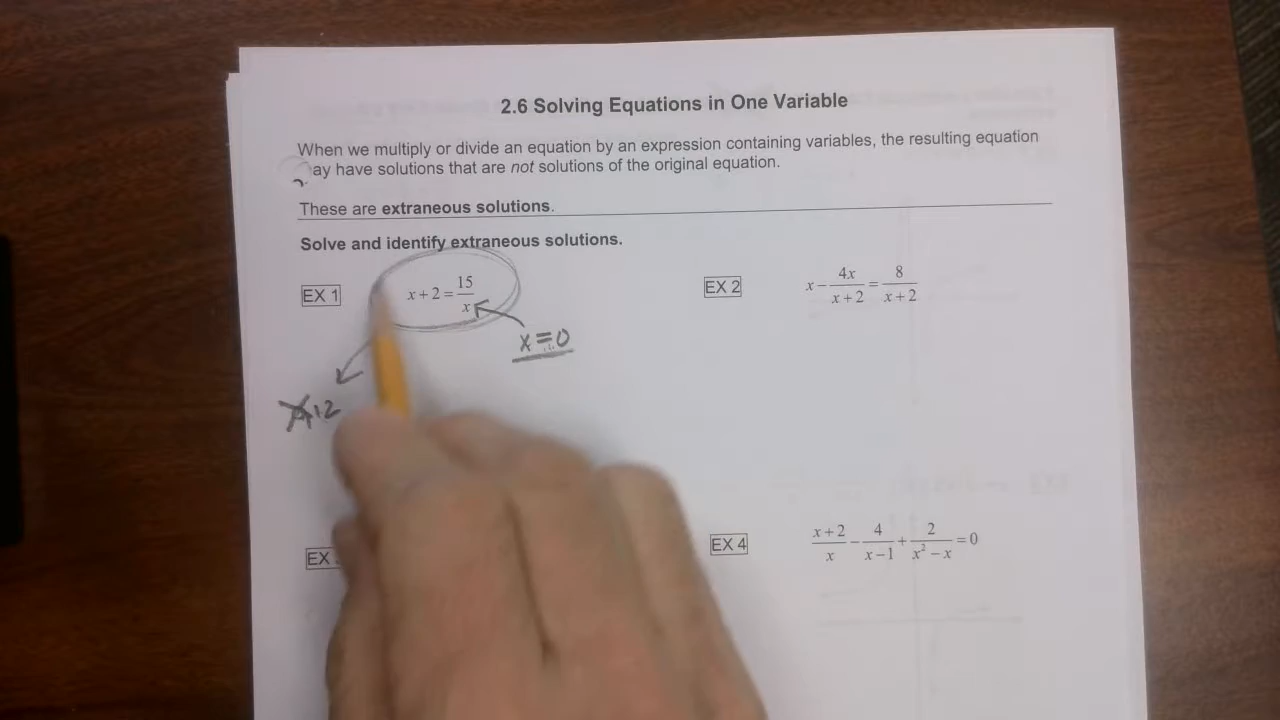 2.6 Solving Equations in One Variable
When we multiply or divide an equation by an expression containing variables, the resulting equation
ay have solutions that are not solutions of the original equation.
These are extraneous solutions.
Solve and identify extraneous solutions.
EX 1
x + 2 = 15/x
x = 0
EX 2
x − 4x/(x + 2) = 8/(x + 2)
EX
EX 4
(x + 2)/x − 4/(x − 1) + 2/(x² − x) = 0